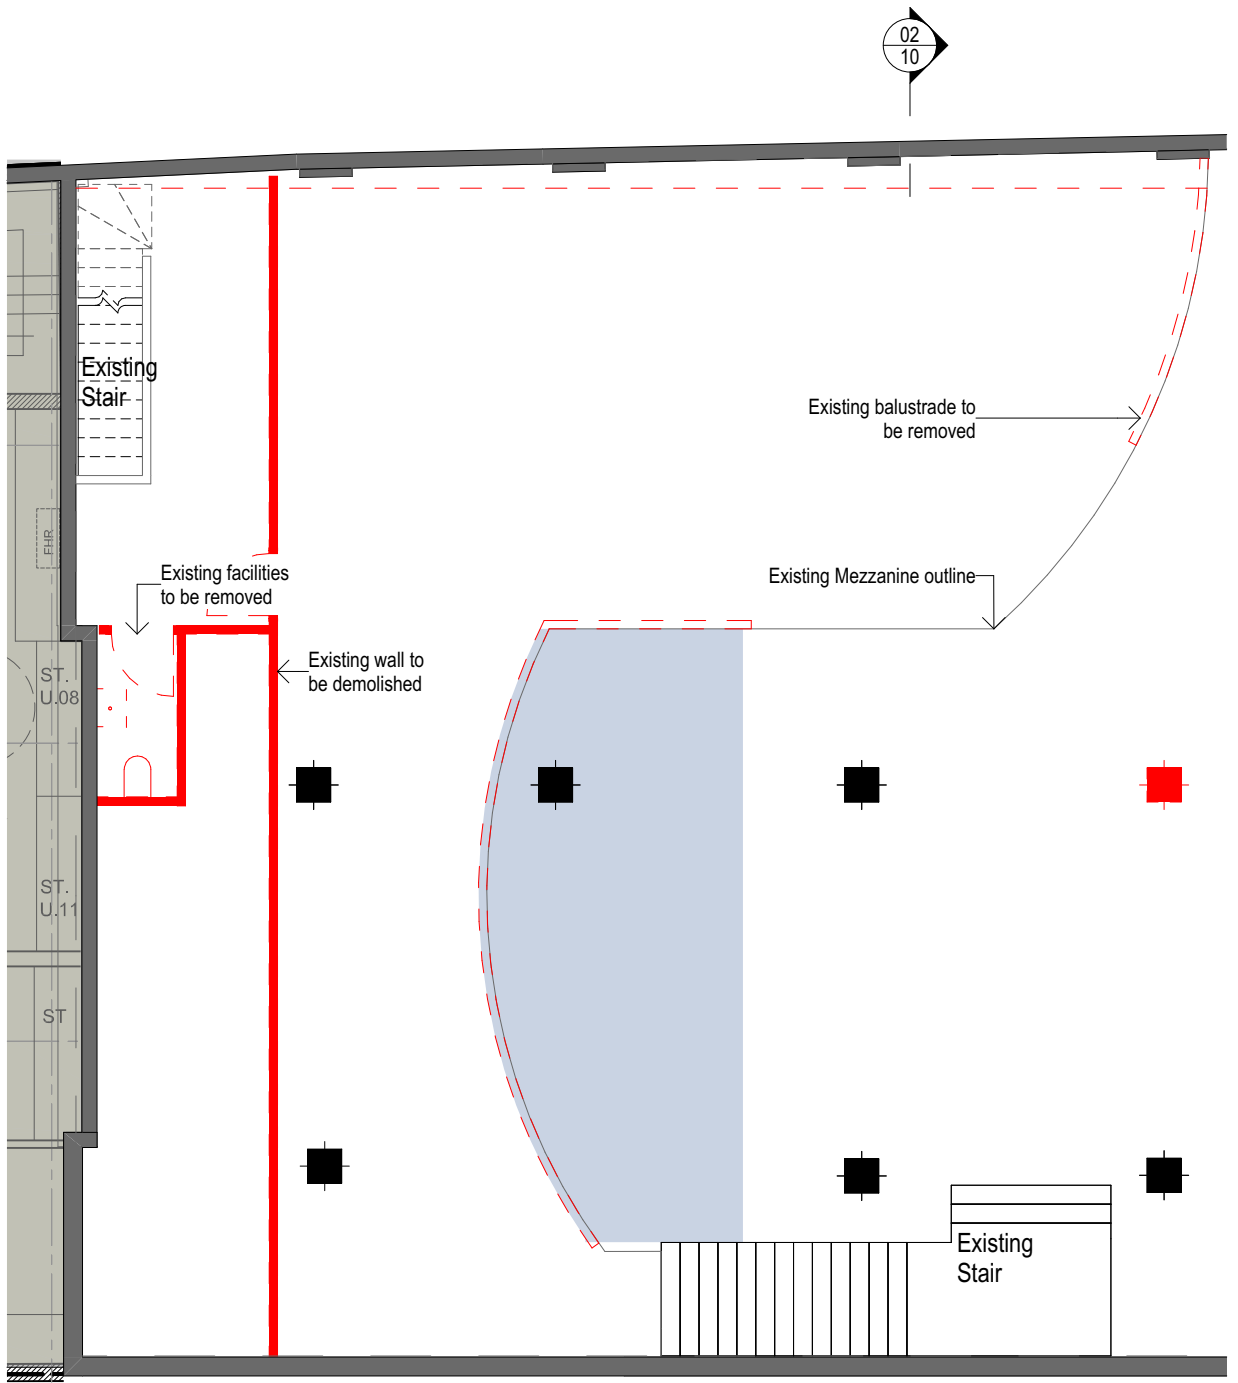 02
10
Existing
Stair
Existing balustrade to
be removed
FHR
Existing facilities
to be removed
Existing Mezzanine outline
Existing wall to
be demolished
ST.
U.08
ST.
U.11
ST
Existing
Stair